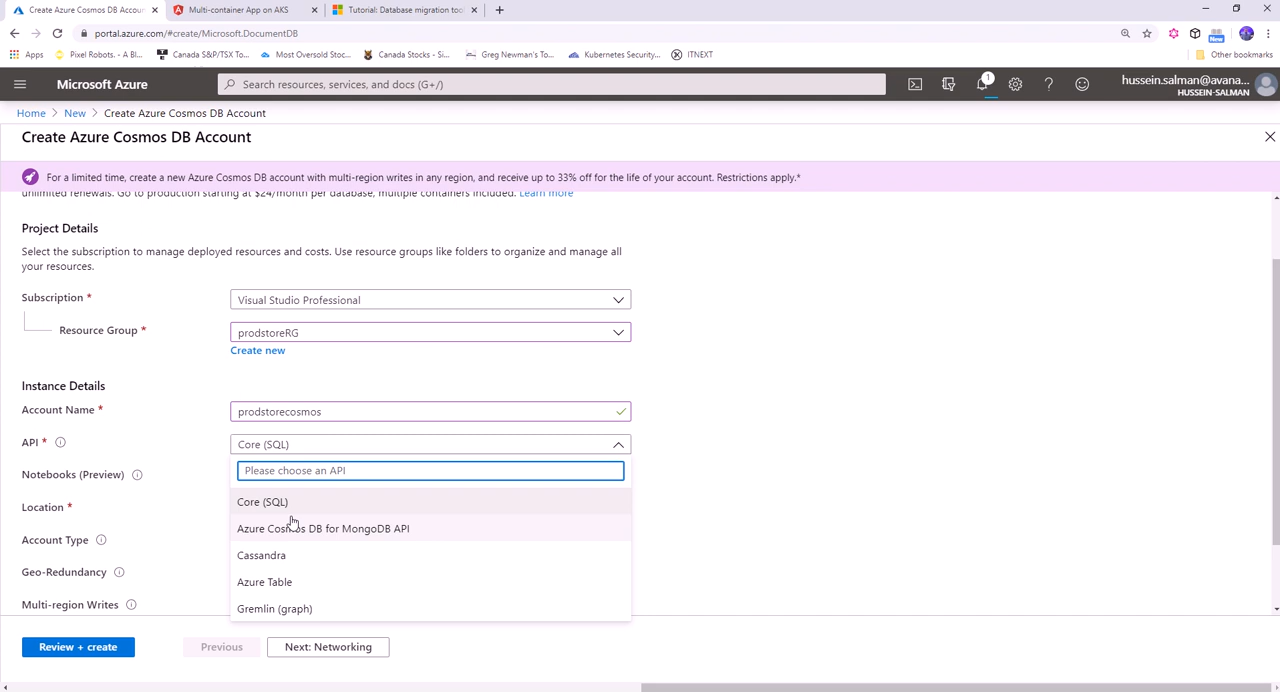 Create Azure Cosmos DB Account
Multi-container App on AKS
Tutorial: Database migration tool
portal.azure.com/#create/Microsoft.DocumentDB
Apps
Pixel Robots. - A Bl...
Canada S&P/TSX To...
Most Oversold Stoc...
Canada Stocks - Si...
Greg Newman's To...
Kubernetes Security...
ITNEXT
New
Other bookmarks
Microsoft Azure
Search resources, services, and docs (G+/)
1
hussein.salman@avana...
HUSSEIN-SALMAN
Home > New > Create Azure Cosmos DB Account
Create Azure Cosmos DB Account
For a limited time, create a new Azure Cosmos DB account with multi-region writes in any region, and receive up to 33% off for the life of your account. Restrictions apply.*
unlimited renewals. Go to production starting at $24/month per database, multiple containers included. Learn more
Project Details
Select the subscription to manage deployed resources and costs. Use resource groups like folders to organize and manage all
your resources.
Subscription *
Visual Studio Professional
Resource Group *
prodstoreRG
Create new
Instance Details
Account Name *
prodstorecosmos
API *
Core (SQL)
Please choose an API
Notebooks (Preview)
Core (SQL)
Location *
Azure Cosmos DB for MongoDB API
Account Type
Cassandra
Geo-Redundancy
Azure Table
Multi-region Writes
Gremlin (graph)
Review + create
Previous
Next: Networking